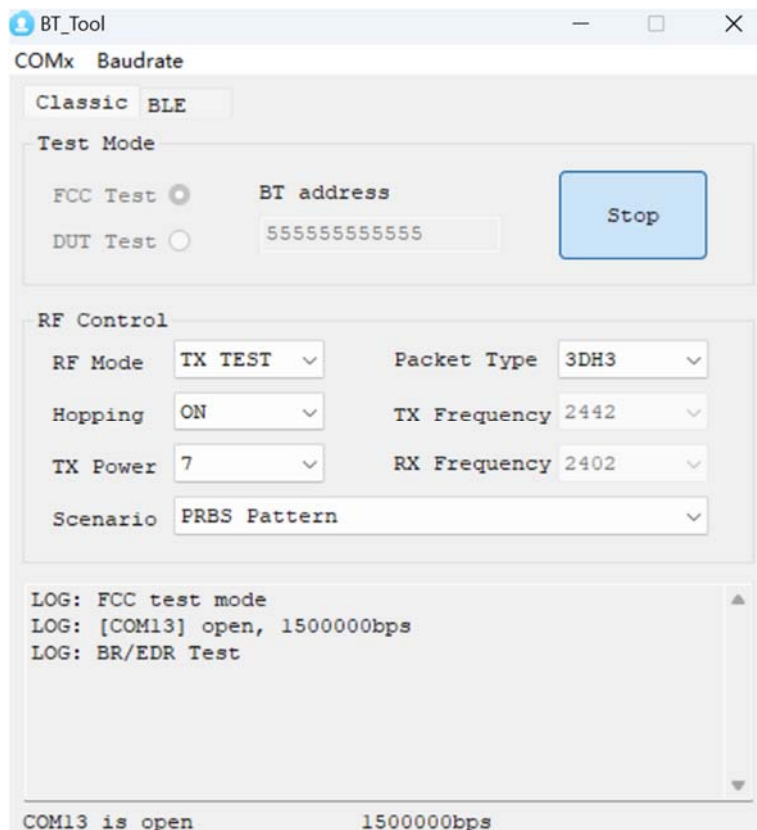 BT_Tool
COMx Baudrate
Classic BLE
Test Mode
FCC Test
DUT Test
BT address
555555555555
Stop
RF Control
RF Mode TX TEST Packet Type 3DH3
Hopping ON TX Frequency 2442
TX Power 7 RX Frequency 2402
Scenario PRBS Pattern
LOG: FCC test mode
LOG: [COM13] open, 1500000bps
LOG: BR/EDR Test
COM13 is open 1500000bps